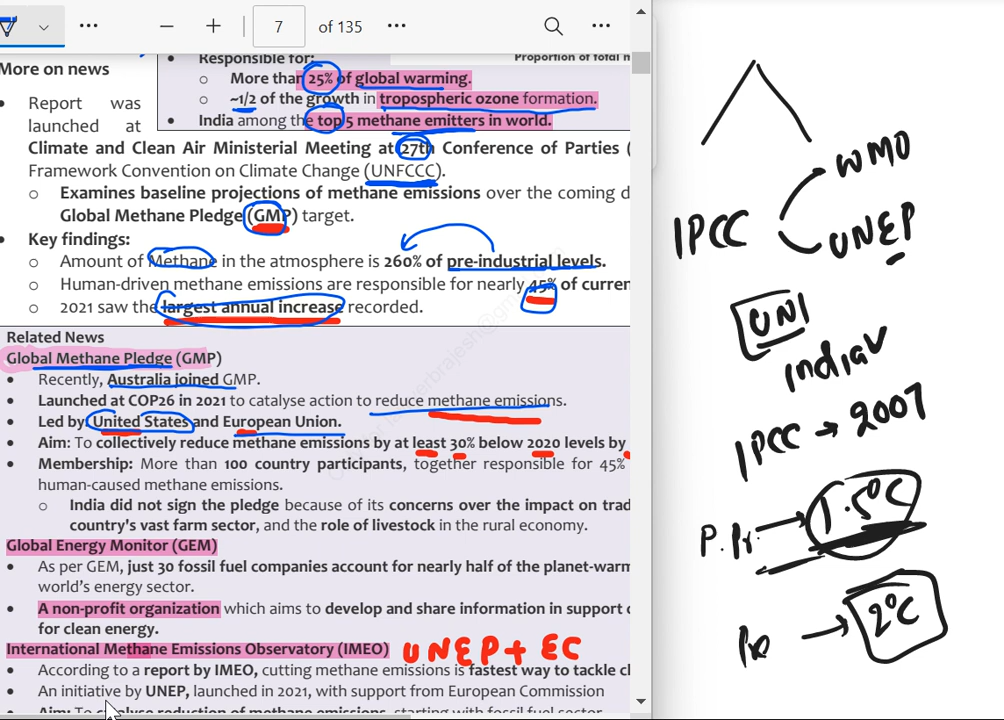 7 of 135
Responsible for:
Proportion of total
More on news
More than 25% of global warming.
~1/2 of the growth in tropospheric ozone formation.
India among the top 5 methane emitters in world.
Report was
launched at
Climate and Clean Air Ministerial Meeting at 27th Conference of Parties (
Framework Convention on Climate Change (UNFCCC).
Examines baseline projections of methane emissions over the coming d
Global Methane Pledge (GMP) target.
Key findings:
Amount of Methane in the atmosphere is 260% of pre-industrial levels.
Human-driven methane emissions are responsible for nearly 45% of curren
2021 saw the largest annual increase recorded.
Related News
Global Methane Pledge (GMP)
Recently, Australia joined GMP.
Launched at COP26 in 2021 to catalyse action to reduce methane emissions.
Led by: United States and European Union.
Aim: To collectively reduce methane emissions by at least 30% below 2020 levels by
Membership: More than 100 country participants, together responsible for 45%
human-caused methane emissions.
India did not sign the pledge because of its concerns over the impact on trad
country's vast farm sector, and the role of livestock in the rural economy.
Global Energy Monitor (GEM)
As per GEM, just 30 fossil fuel companies account for nearly half of the planet-warm
world's energy sector.
A non-profit organization which aims to develop and share information in support
for clean energy.
International Methane Emissions Observatory (IMEO) UNEP + EC
According to a report by IMEO, cutting methane emissions is fastest way to tackle cl
An initiative by UNEP, launched in 2021, with support from European Commission
Aim: To catalyse reduction of methane emissions, starting with fossil fuel sector
WMO
IPCC
UNEP
UNI
IPCC → 2007
P. Pr. → 1.5°C
→ 2°C